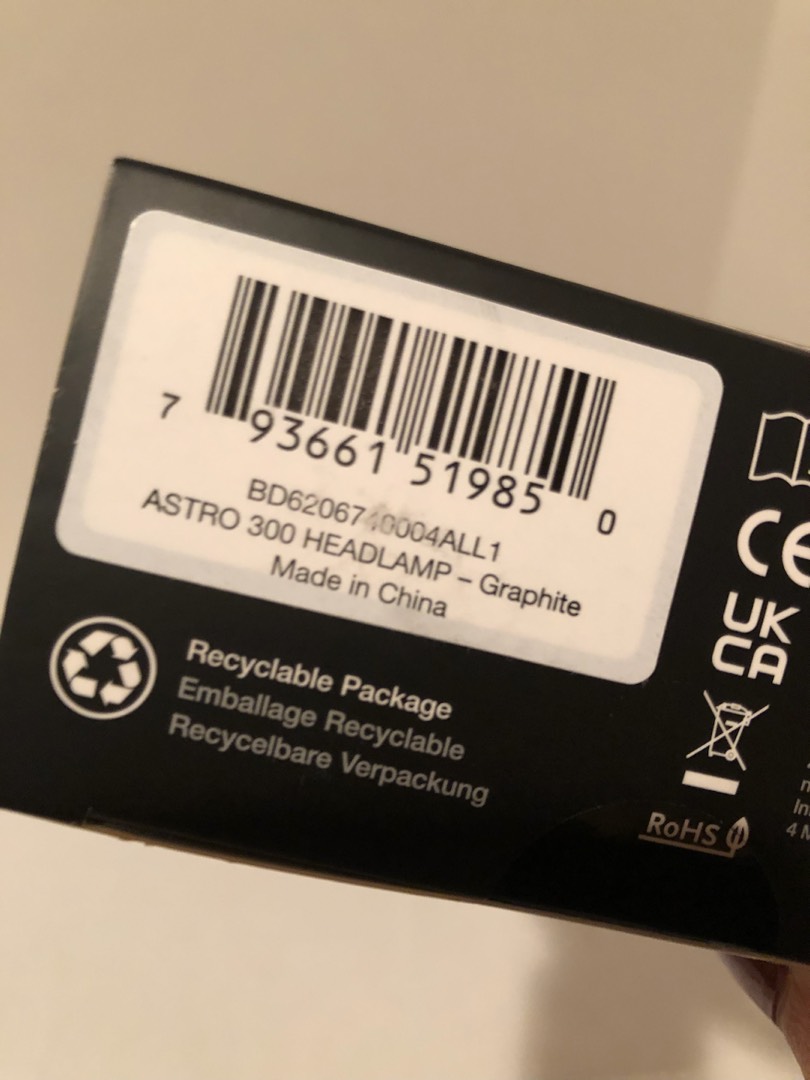 7 93661 51985 0
BD6206740004ALL1
ASTRO 300 HEADLAMP – Graphite
Made in China
Recyclable Package
Emballage Recyclable
Recycelbare Verpackung
CE
UK
CA
RoHS